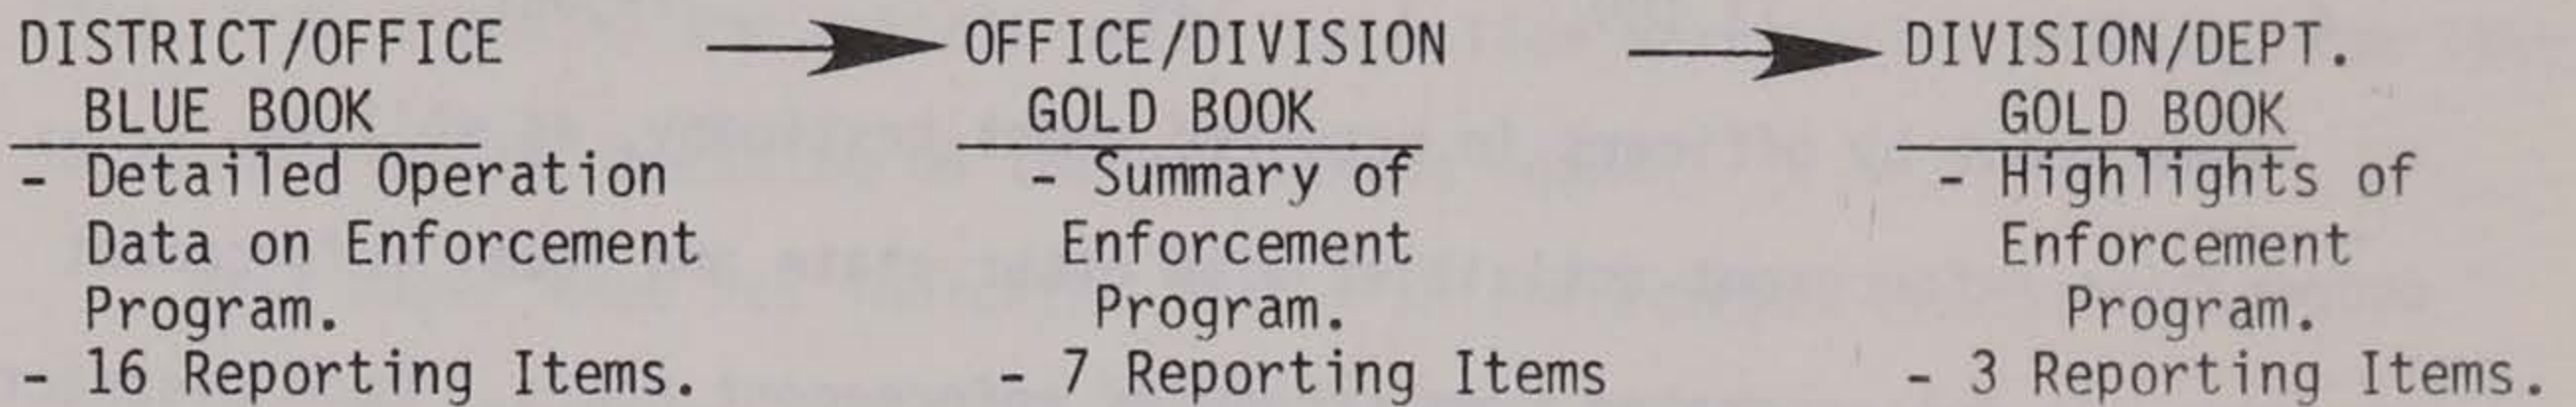 DISTRICT/OFFICE
BLUE BOOK
- Detailed Operation
Data on Enforcement
Program.
- 16 Reporting Items.
OFFICE/DIVISION
GOLD BOOK
- Summary of
Enforcement
Program.
- 7 Reporting Items
DIVISION/DEPT.
GOLD BOOK
- Highlights of
Enforcement
Program.
- 3 Reporting Items.